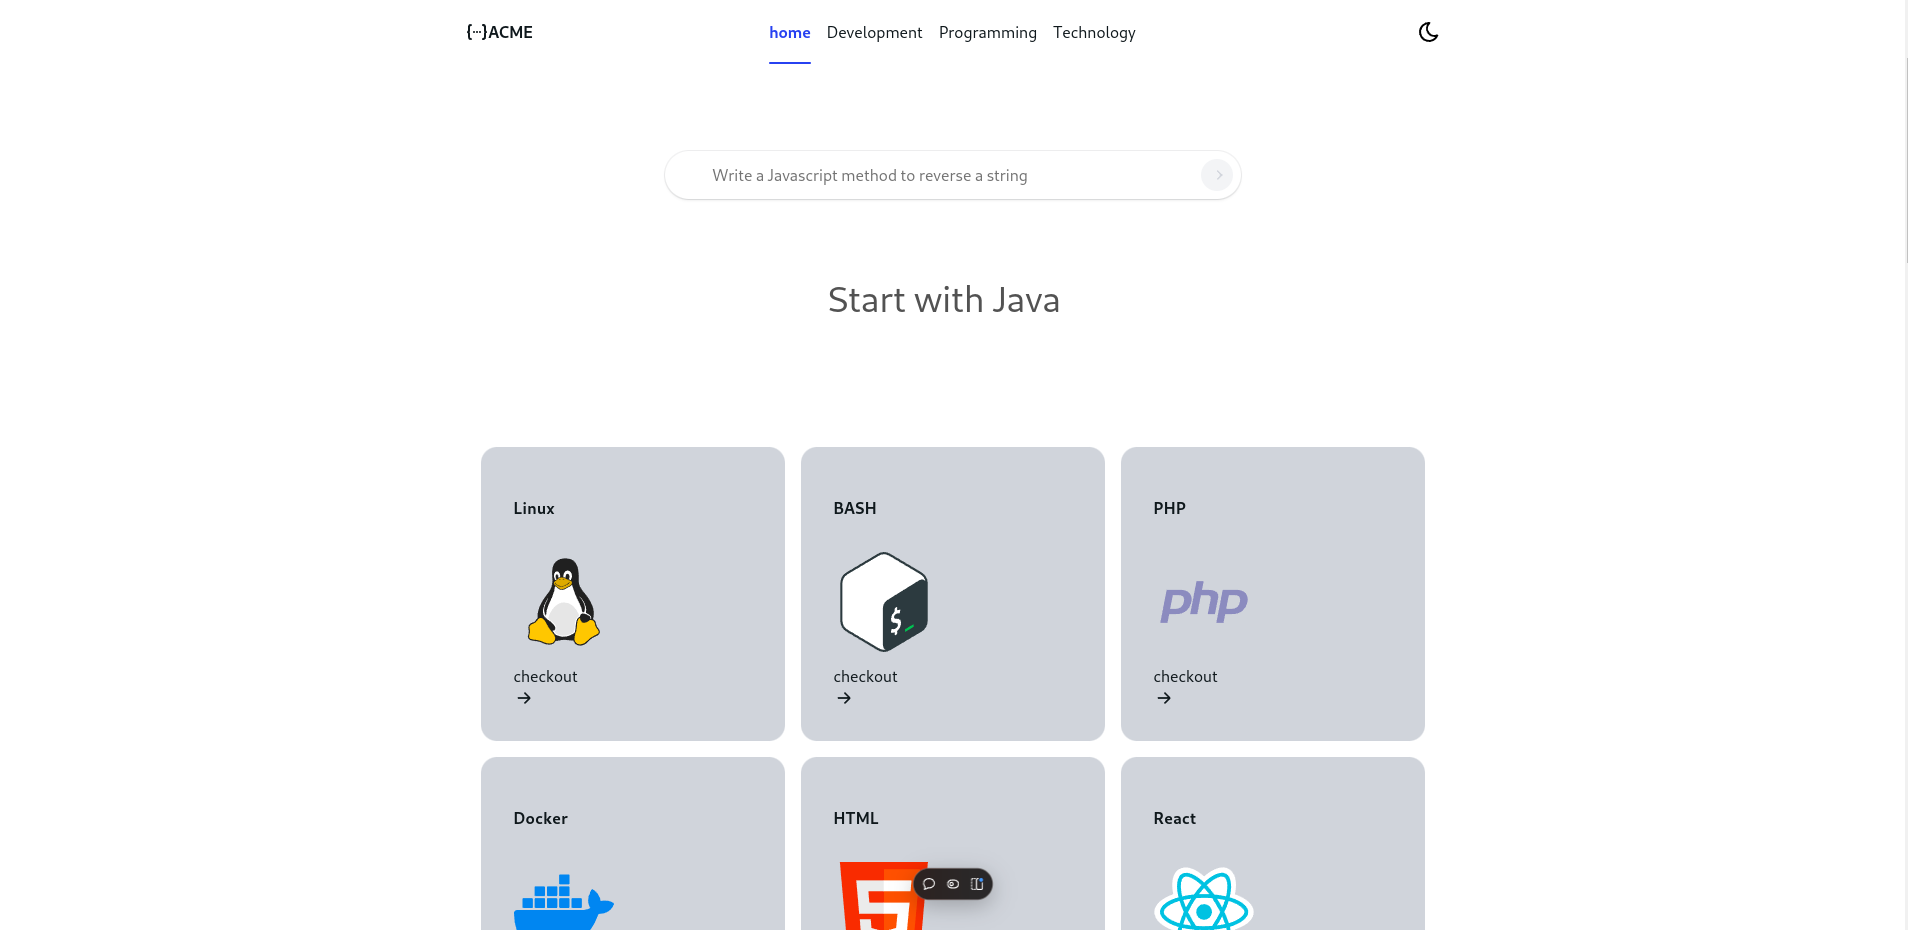 {···}ACME
home Development Programming Technology
Write a Javascript method to reverse a string
Start with Java
Linux
BASH
PHP
$_
php
checkout
checkout
checkout
Docker
HTML
React